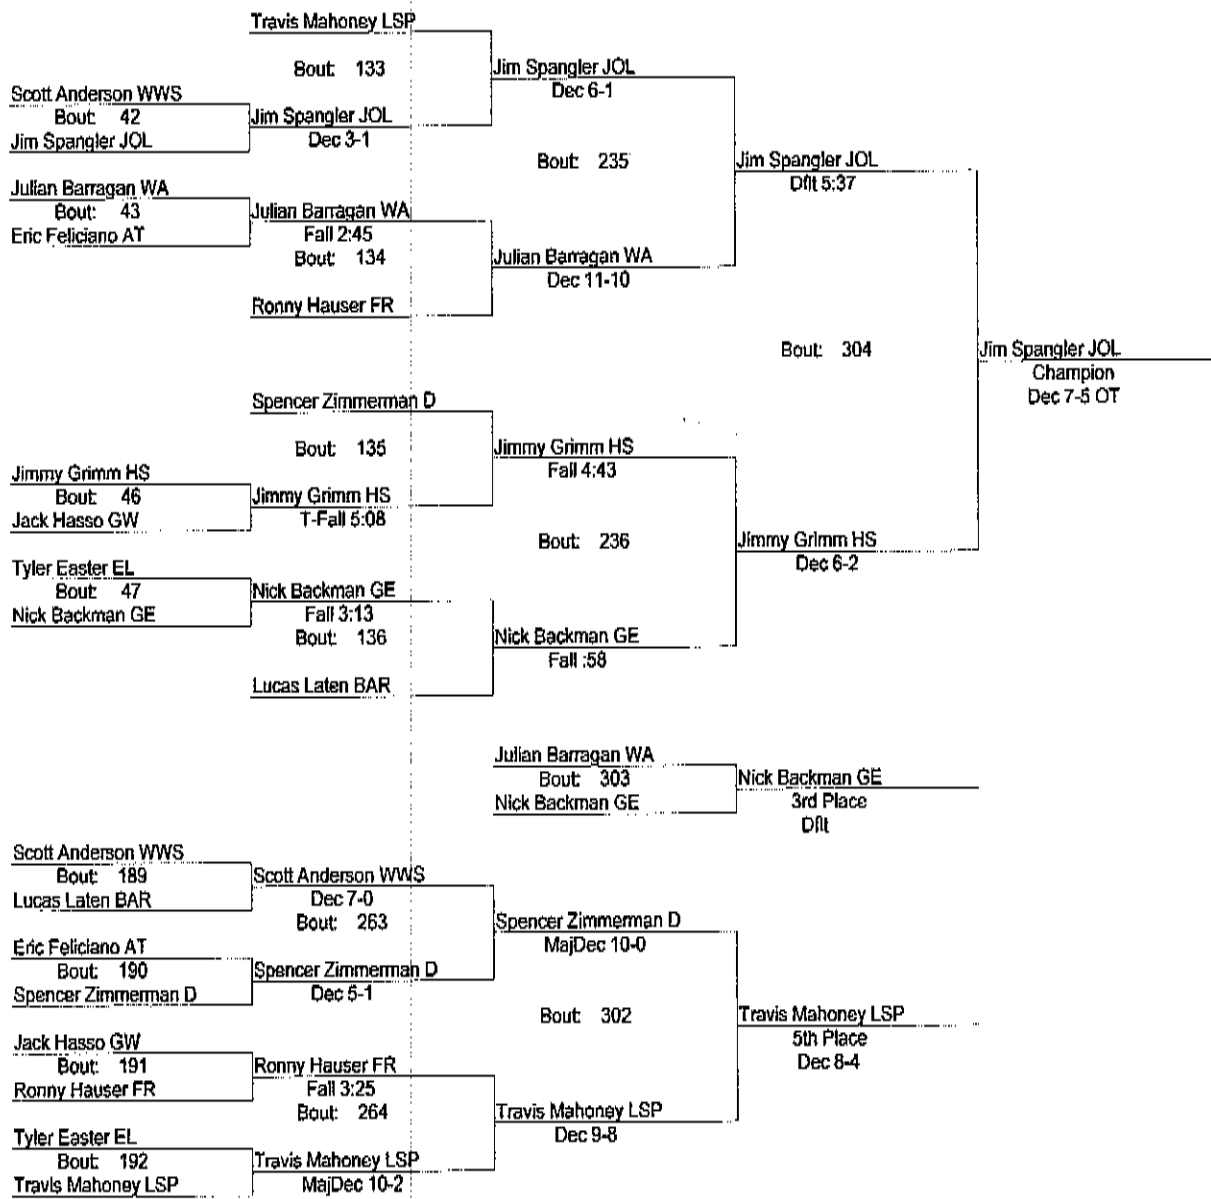 Travis Mahoney LSP
Bout: 133
Jim Spangler JOL
Dec 6-1
Scott Anderson WWS
Bout: 42
Jim Spangler JOL
Jim Spangler JOL
Dec 3-1
Bout: 235
Jim Spangler JOL
Dflt 5:37
Julian Barragan WA
Bout: 43
Eric Feliciano AT
Julian Barragan WA
Fall 2:45
Bout: 134
Julian Barragan WA
Dec 11-10
Ronny Hauser FR
Bout: 304
Jim Spangler JOL
Champion
Dec 7-5 OT
Spencer Zimmerman D
Bout: 135
Jimmy Grimm HS
Fall 4:43
Jimmy Grimm HS
Bout: 46
Jack Hasso GW
Jimmy Grimm HS
T-Fall 5:08
Bout: 236
Jimmy Grimm HS
Dec 6-2
Tyler Easter EL
Bout: 47
Nick Backman GE
Nick Backman GE
Fall 3:13
Bout: 136
Nick Backman GE
Fall :58
Lucas Laten BAR
Julian Barragan WA
Bout: 303
Nick Backman GE
Nick Backman GE
3rd Place
Dflt
Scott Anderson WWS
Bout: 189
Lucas Laten BAR
Scott Anderson WWS
Dec 7-0
Bout: 263
Spencer Zimmerman D
MajDec 10-0
Eric Feliciano AT
Bout: 190
Spencer Zimmerman D
Spencer Zimmerman D
Dec 5-1
Bout: 302
Travis Mahoney LSP
5th Place
Dec 8-4
Jack Hasso GW
Bout: 191
Ronny Hauser FR
Ronny Hauser FR
Fall 3:25
Bout: 264
Travis Mahoney LSP
Dec 9-8
Tyler Easter EL
Bout: 192
Travis Mahoney LSP
Travis Mahoney LSP
MajDec 10-2